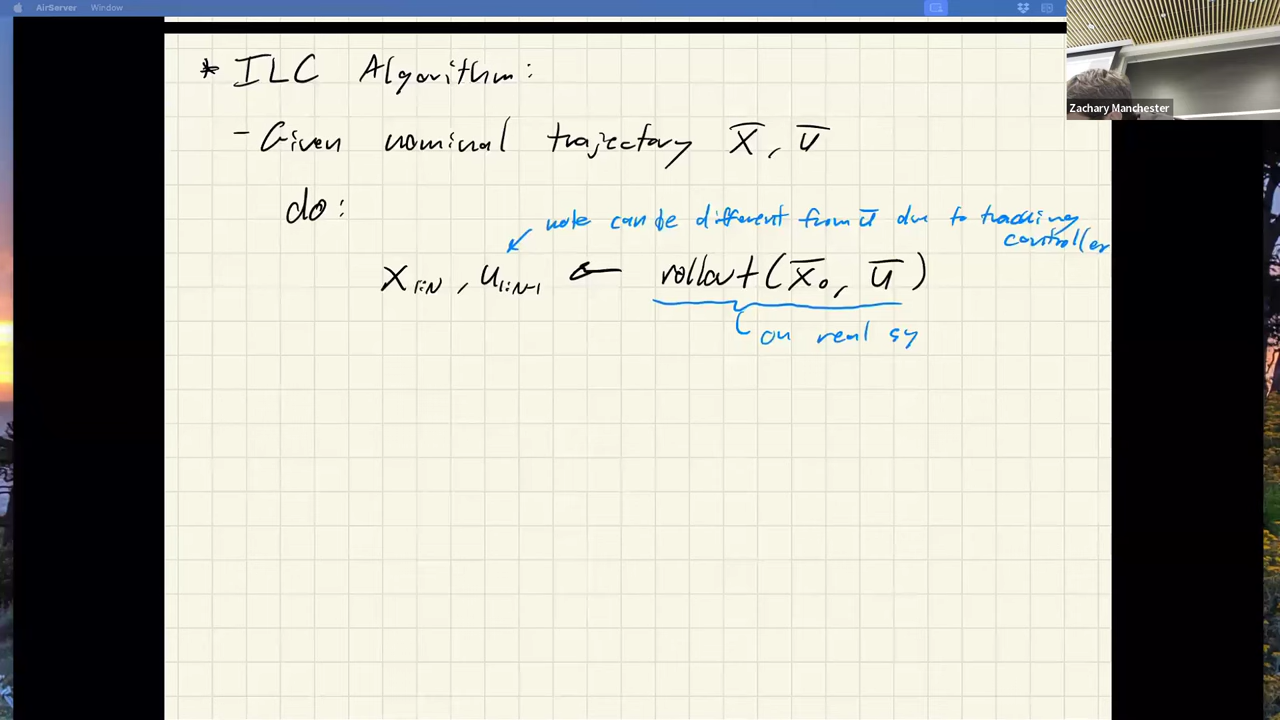 AirServer Window
Zachary Manchester
* ILC Algorithm:
- Given nominal trajectory x̅, u̅
do:
note can be different from u̅ due to tracking
controller
x₁:N , u₁:N-1 ← rollout(x̅₀, u̅)
on real sy